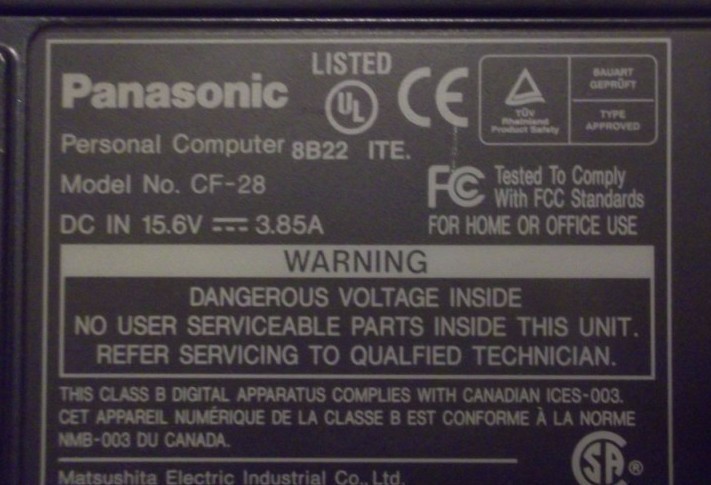 LISTED
Panasonic
UL
CE
TÜV
Rheinland
Product Safety
BAUART
GEPRÜFT
TYPE
APPROVED
Personal Computer 8B22 ITE.
Model No. CF-28
FC Tested To Comply
With FCC Standards
DC IN 15.6V 3.85A
FOR HOME OR OFFICE USE
WARNING
DANGEROUS VOLTAGE INSIDE
NO USER SERVICEABLE PARTS INSIDE THIS UNIT.
REFER SERVICING TO QUALFIED TECHNICIAN.
THIS CLASS B DIGITAL APPARATUS COMPLIES WITH CANADIAN ICES-003.
CET APPAREIL NUMÉRIQUE DE LA CLASSE B EST CONFORME À LA NORME
NMB-003 DU CANADA.
SA®
Matsushita Electric Industrial Co., Ltd.